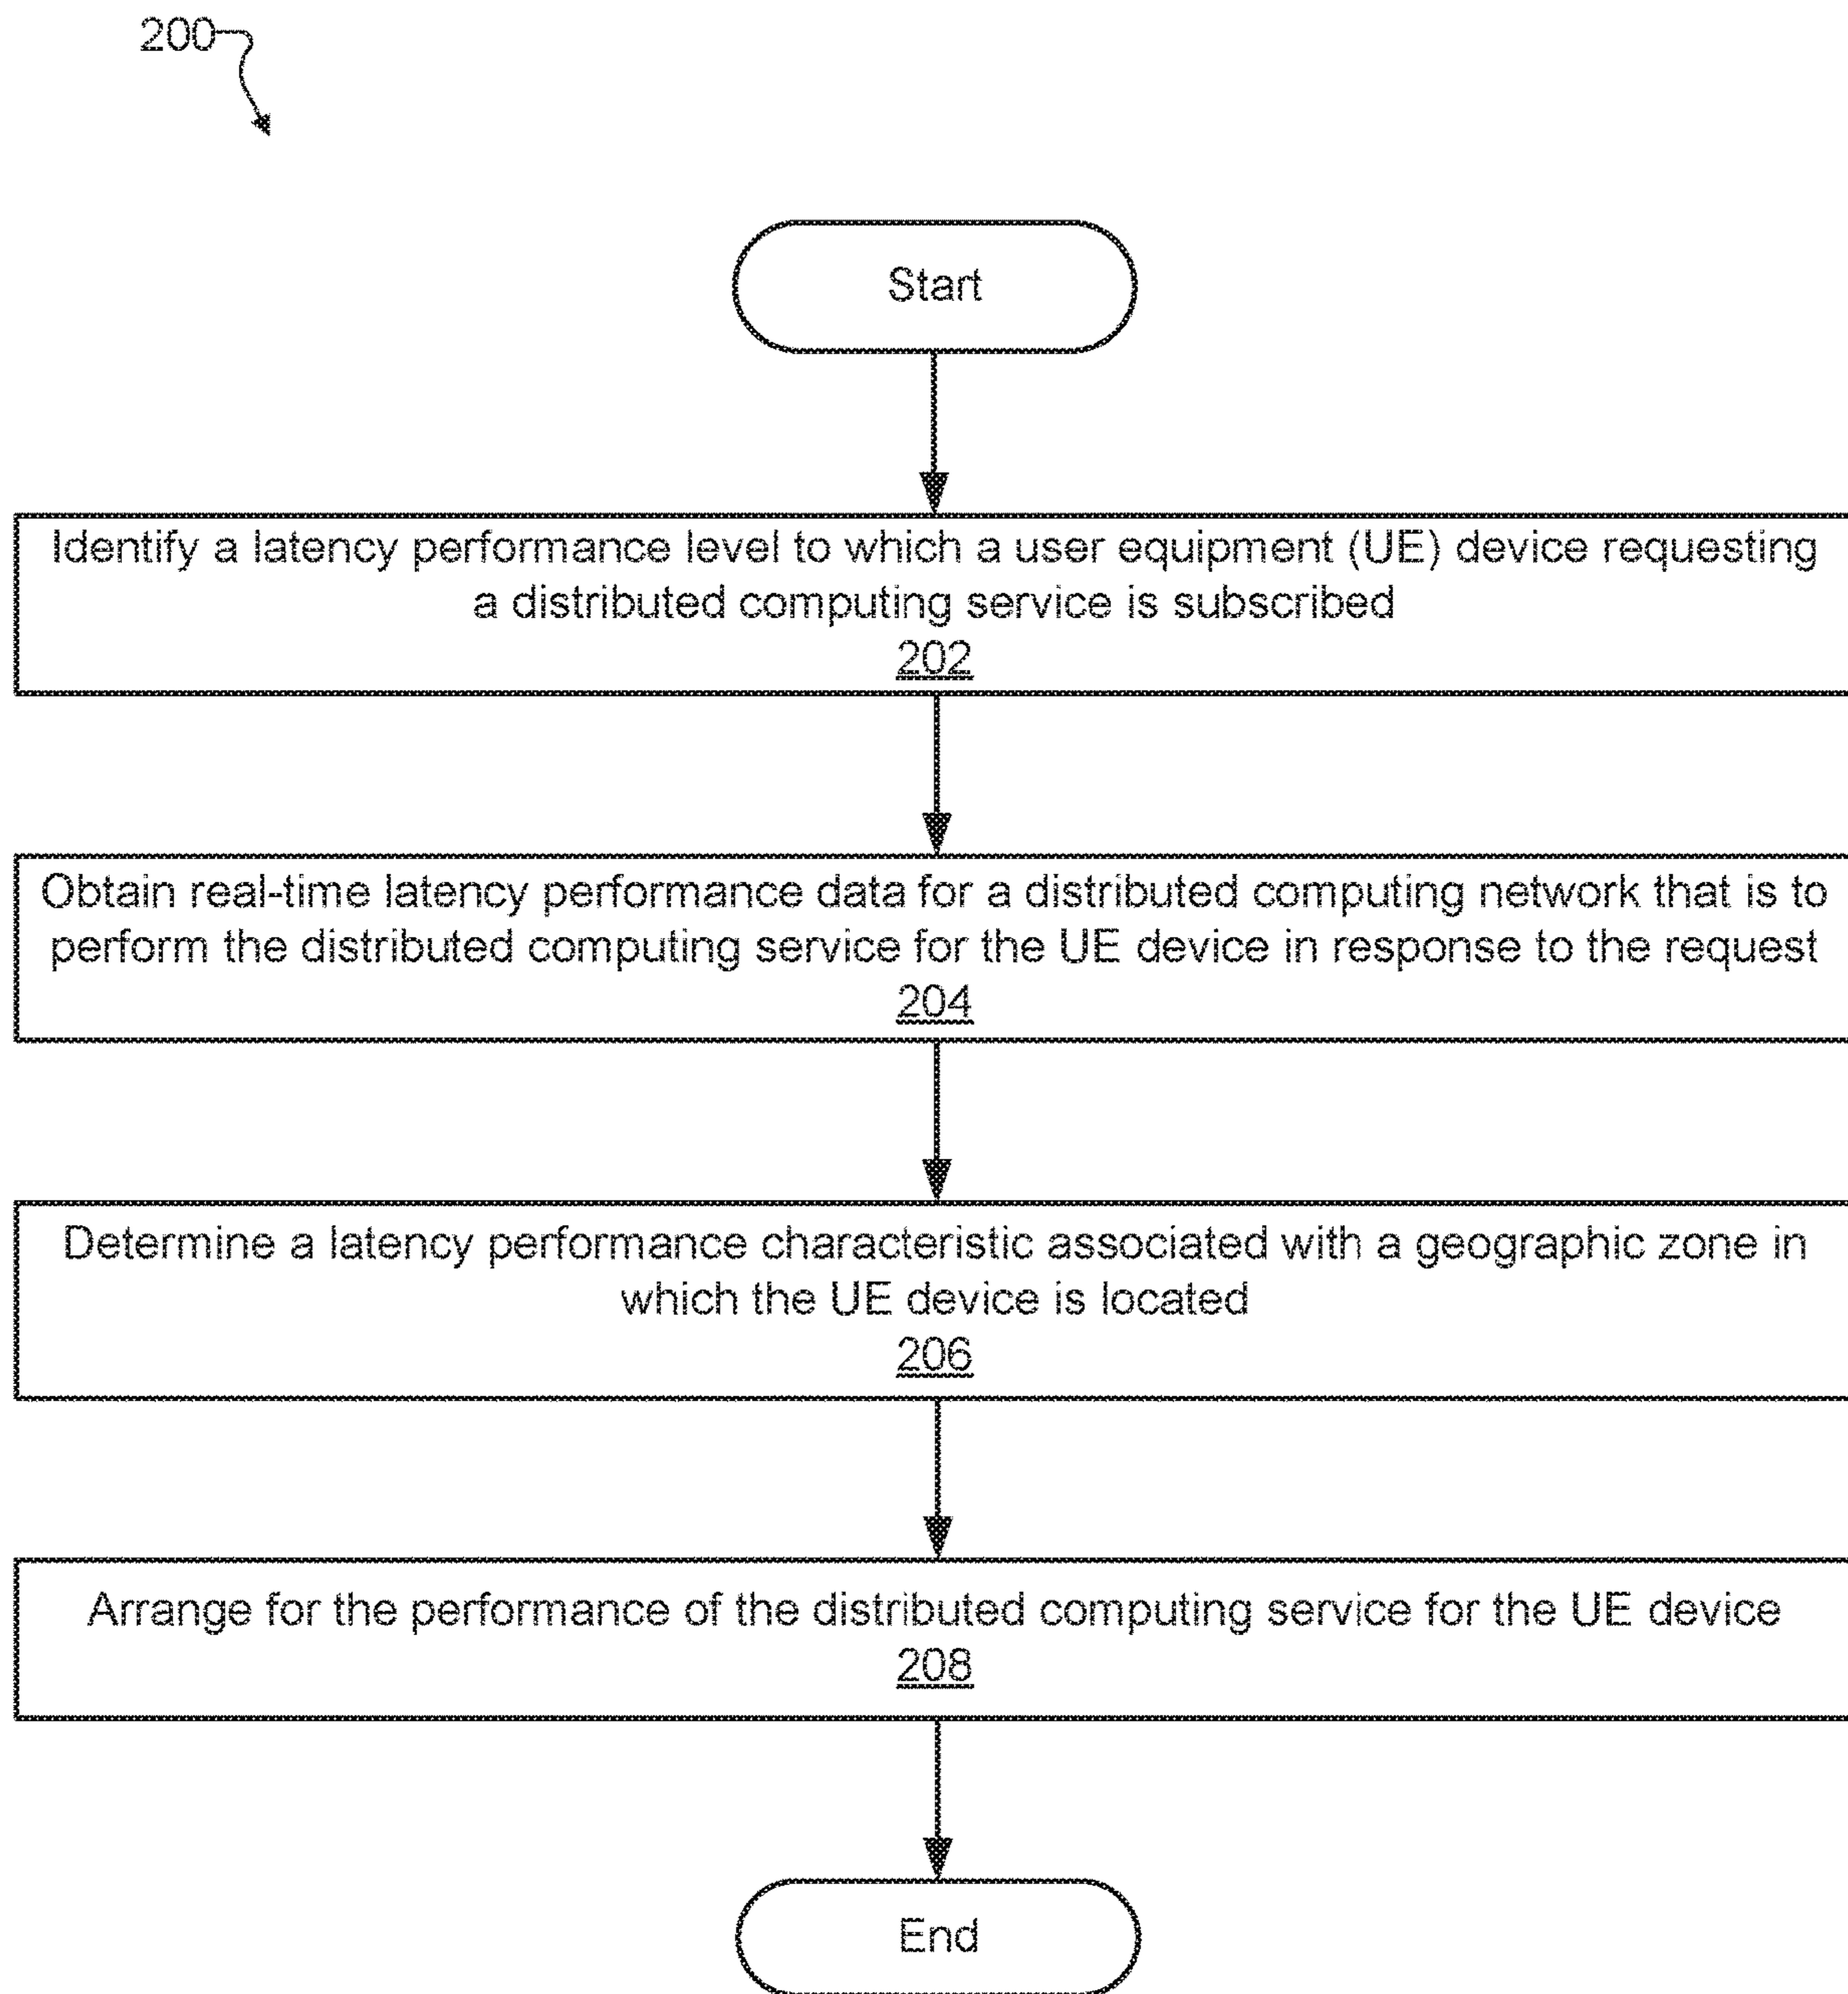 200
Start
Identify a latency performance level to which a user equipment (UE) device requesting
a distributed computing service is subscribed
202
Obtain real-time latency performance data for a distributed computing network that is to
perform the distributed computing service for the UE device in response to the request
204
Determine a latency performance characteristic associated with a geographic zone in
which the UE device is located
206
Arrange for the performance of the distributed computing service for the UE device
208
End